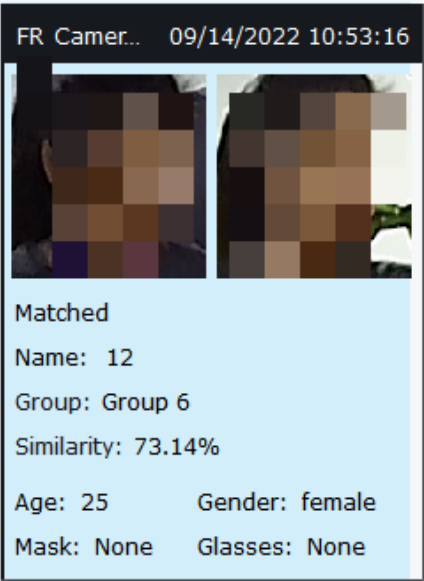 FR Camer... 09/14/2022 10:53:16
Matched
Name: 12
Group: Group 6
Similarity: 73.14%
Age: 25 Gender: female
Mask: None Glasses: None